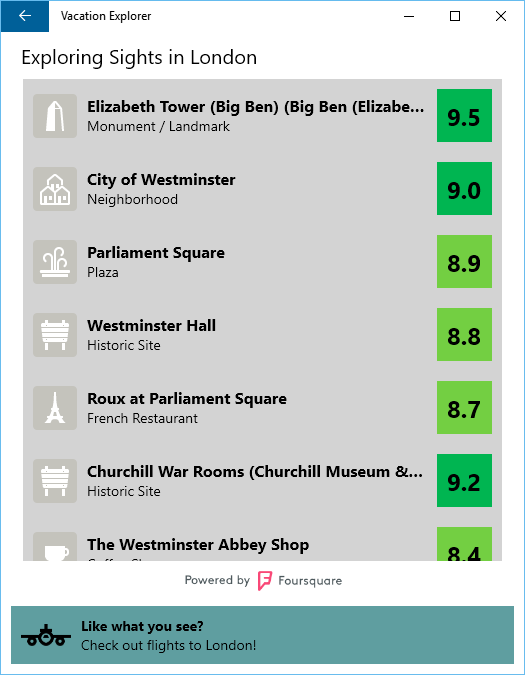 Vacation Explorer
Exploring Sights in London
Elizabeth Tower (Big Ben) (Big Ben (Elizabe...
Monument / Landmark
9.5
City of Westminster
Neighborhood
9.0
Parliament Square
Plaza
8.9
Westminster Hall
Historic Site
8.8
Roux at Parliament Square
French Restaurant
8.7
Churchill War Rooms (Churchill Museum &...
Historic Site
9.2
The Westminster Abbey Shop
8.4
Powered by Foursquare
Like what you see?
Check out flights to London!